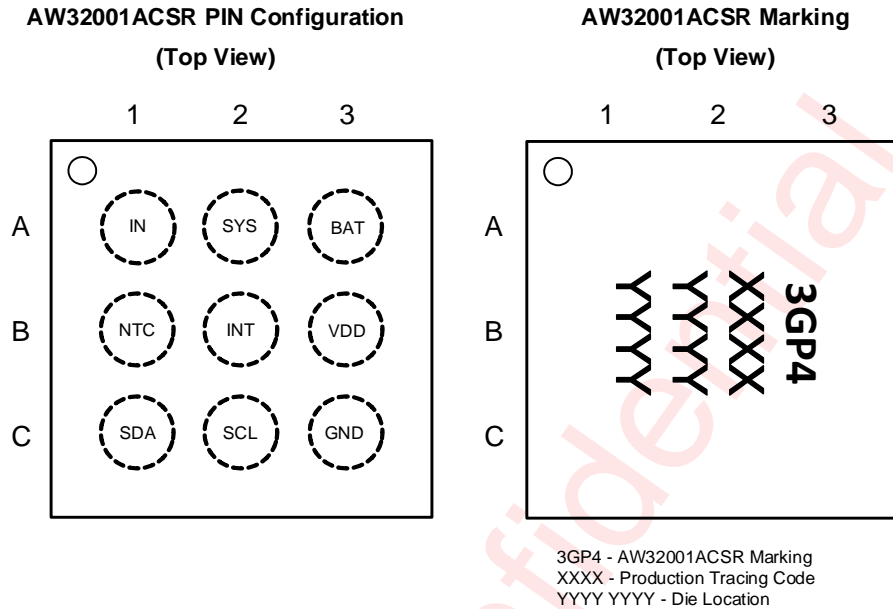 AW32001ACSR PIN Configuration
(Top View)
1 2 3
A IN SYS BAT
B NTC INT VDD
C SDA SCL GND
AW32001ACSR Marking
(Top View)
1 2 3
A
B
C
3GP4
XXXX
YYYY
YYYY
3GP4 - AW32001ACSR Marking
XXXX - Production Tracing Code
YYYY YYYY - Die Location
fidential